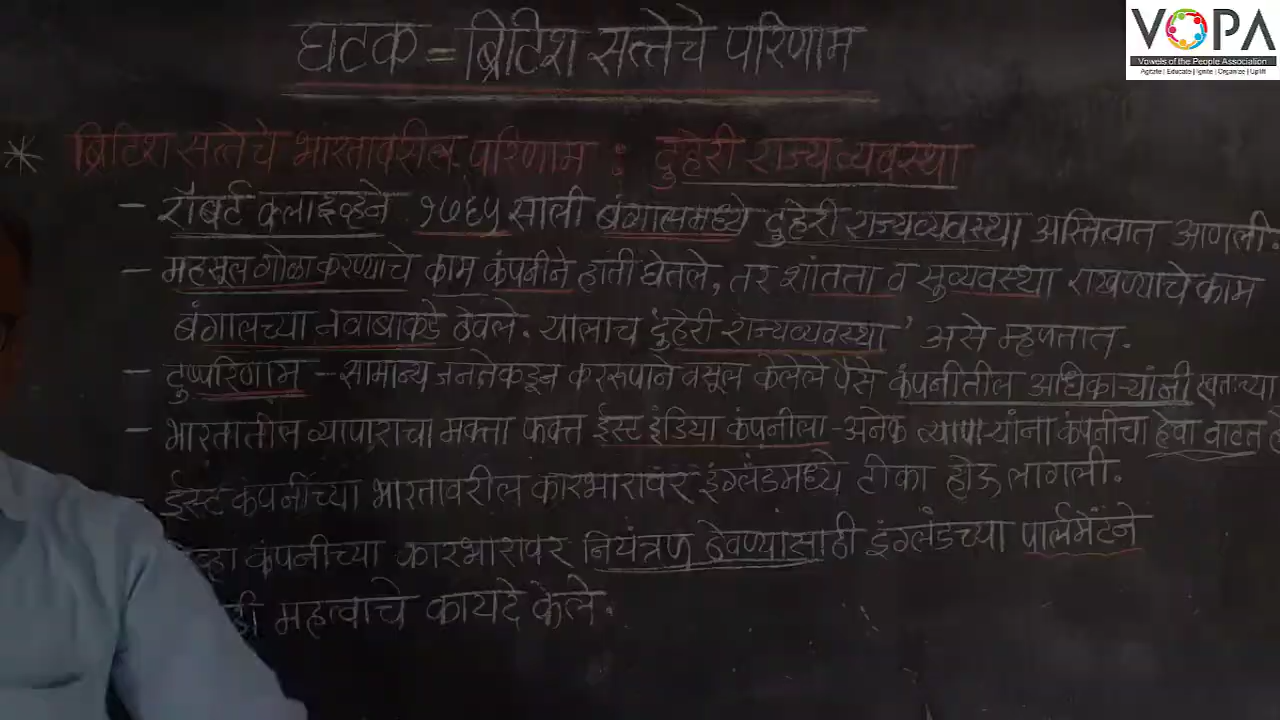 VOPA
Vowels of the People Association
Agitate | Educate | Ignite | Organize | Uplift
घटक = ब्रिटिश सत्तेचे परिणाम
* ब्रिटिश सत्तेचे भारतावरील परिणाम : दुहेरी राज्यव्यवस्था
- रॉबर्ट क्लाइव्हने १७६५ साली बंगालमध्ये दुहेरी राज्यव्यवस्था अस्तित्वात आणली.
- महसूल गोळा करण्याचे काम कंपनीने हाती घेतले, तर शांतता व सुव्यवस्था राखण्याचे काम
बंगालच्या नवाबाकडे ठेवले. यालाच 'दुहेरी राज्यव्यवस्था' असे म्हणतात.
- दुष्परिणाम - सामान्य जनतेकडून कररूपाने वसूल केलेले पैसे कंपनीतील अधिकाऱ्यांनी स्वतःच्या
- भारतातील व्यापाराचा मक्ता फक्त ईस्ट इंडिया कंपनीला - अनेक व्यापाऱ्यांना कंपनीचा हेवा वाटत
- ईस्ट कंपनीच्या भारतावरील कारभारावर इंग्लंडमध्ये टीका होऊ लागली.
कंपनीच्या कारभारावर नियंत्रण ठेवण्यासाठी इंग्लंडच्या पार्लमेंटने
महत्वाचे कायदे केले.